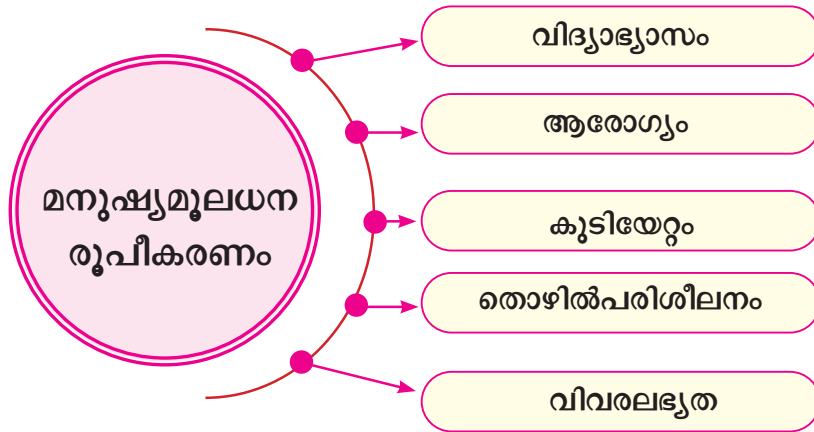 വിദ്യാഭ്യാസം
ആരോഗ്യം
മനുഷ്യമൂലധന
രൂപീകരണം
കുടിയേറ്റം
തൊഴിൽപരിശീലനം
വിവരലഭ്യത